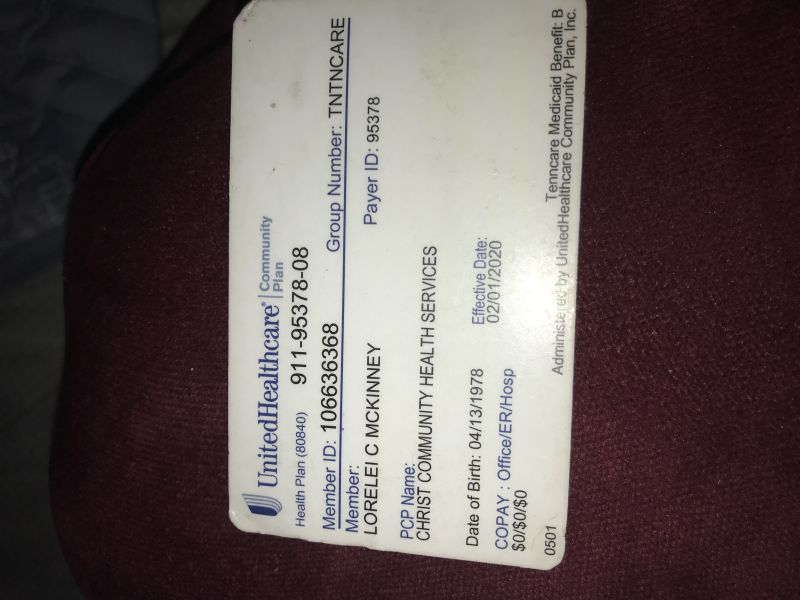 UnitedHealthcare® | Community Plan
Health Plan (80840) 911-95378-08
Member ID: 106636368 Group Number: TNTNCARE
Member:
LORELEI C MCKINNEY Payer ID: 95378
PCP Name:
CHRIST COMMUNITY HEALTH SERVICES
Date of Birth: 04/13/1978
Effective Date:
02/01/2020
COPAY : Office/ER/Hosp
$0/$0/$0
Tenncare Medicaid Benefit: B
0501 Administered by UnitedHealthcare Community Plan, Inc.